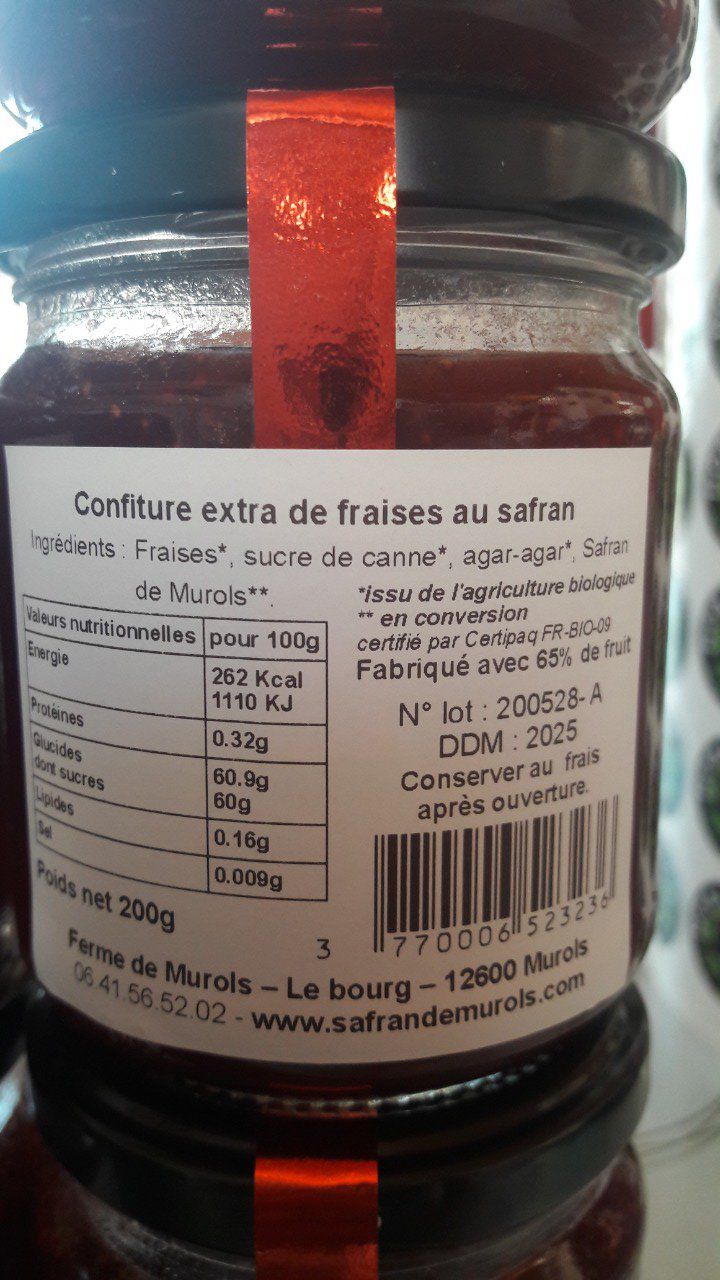 Confiture extra de fraises au safran
Ingrédients : Fraises*, sucre de canne*, agar-agar*, Safran
de Murols**.
*issu de l'agriculture biologique
** en conversion
certifié par Certipaq FR-BIO-09
Fabriqué avec 65% de fruit
Valeurs nutritionnelles pour 100g
Energie 262 Kcal
1110 KJ
Protéines 0.32g
Glucides 60.9g
dont sucres 60g
Lipides 0.16g
Sel 0.009g
N° lot : 200528-A
DDM : 2025
Conserver au frais
après ouverture.
Poids net 200g
3 770006 523236
Ferme de Murols – Le bourg – 12600 Murols
06.41.56.52.02 - www.safrandemurols.com